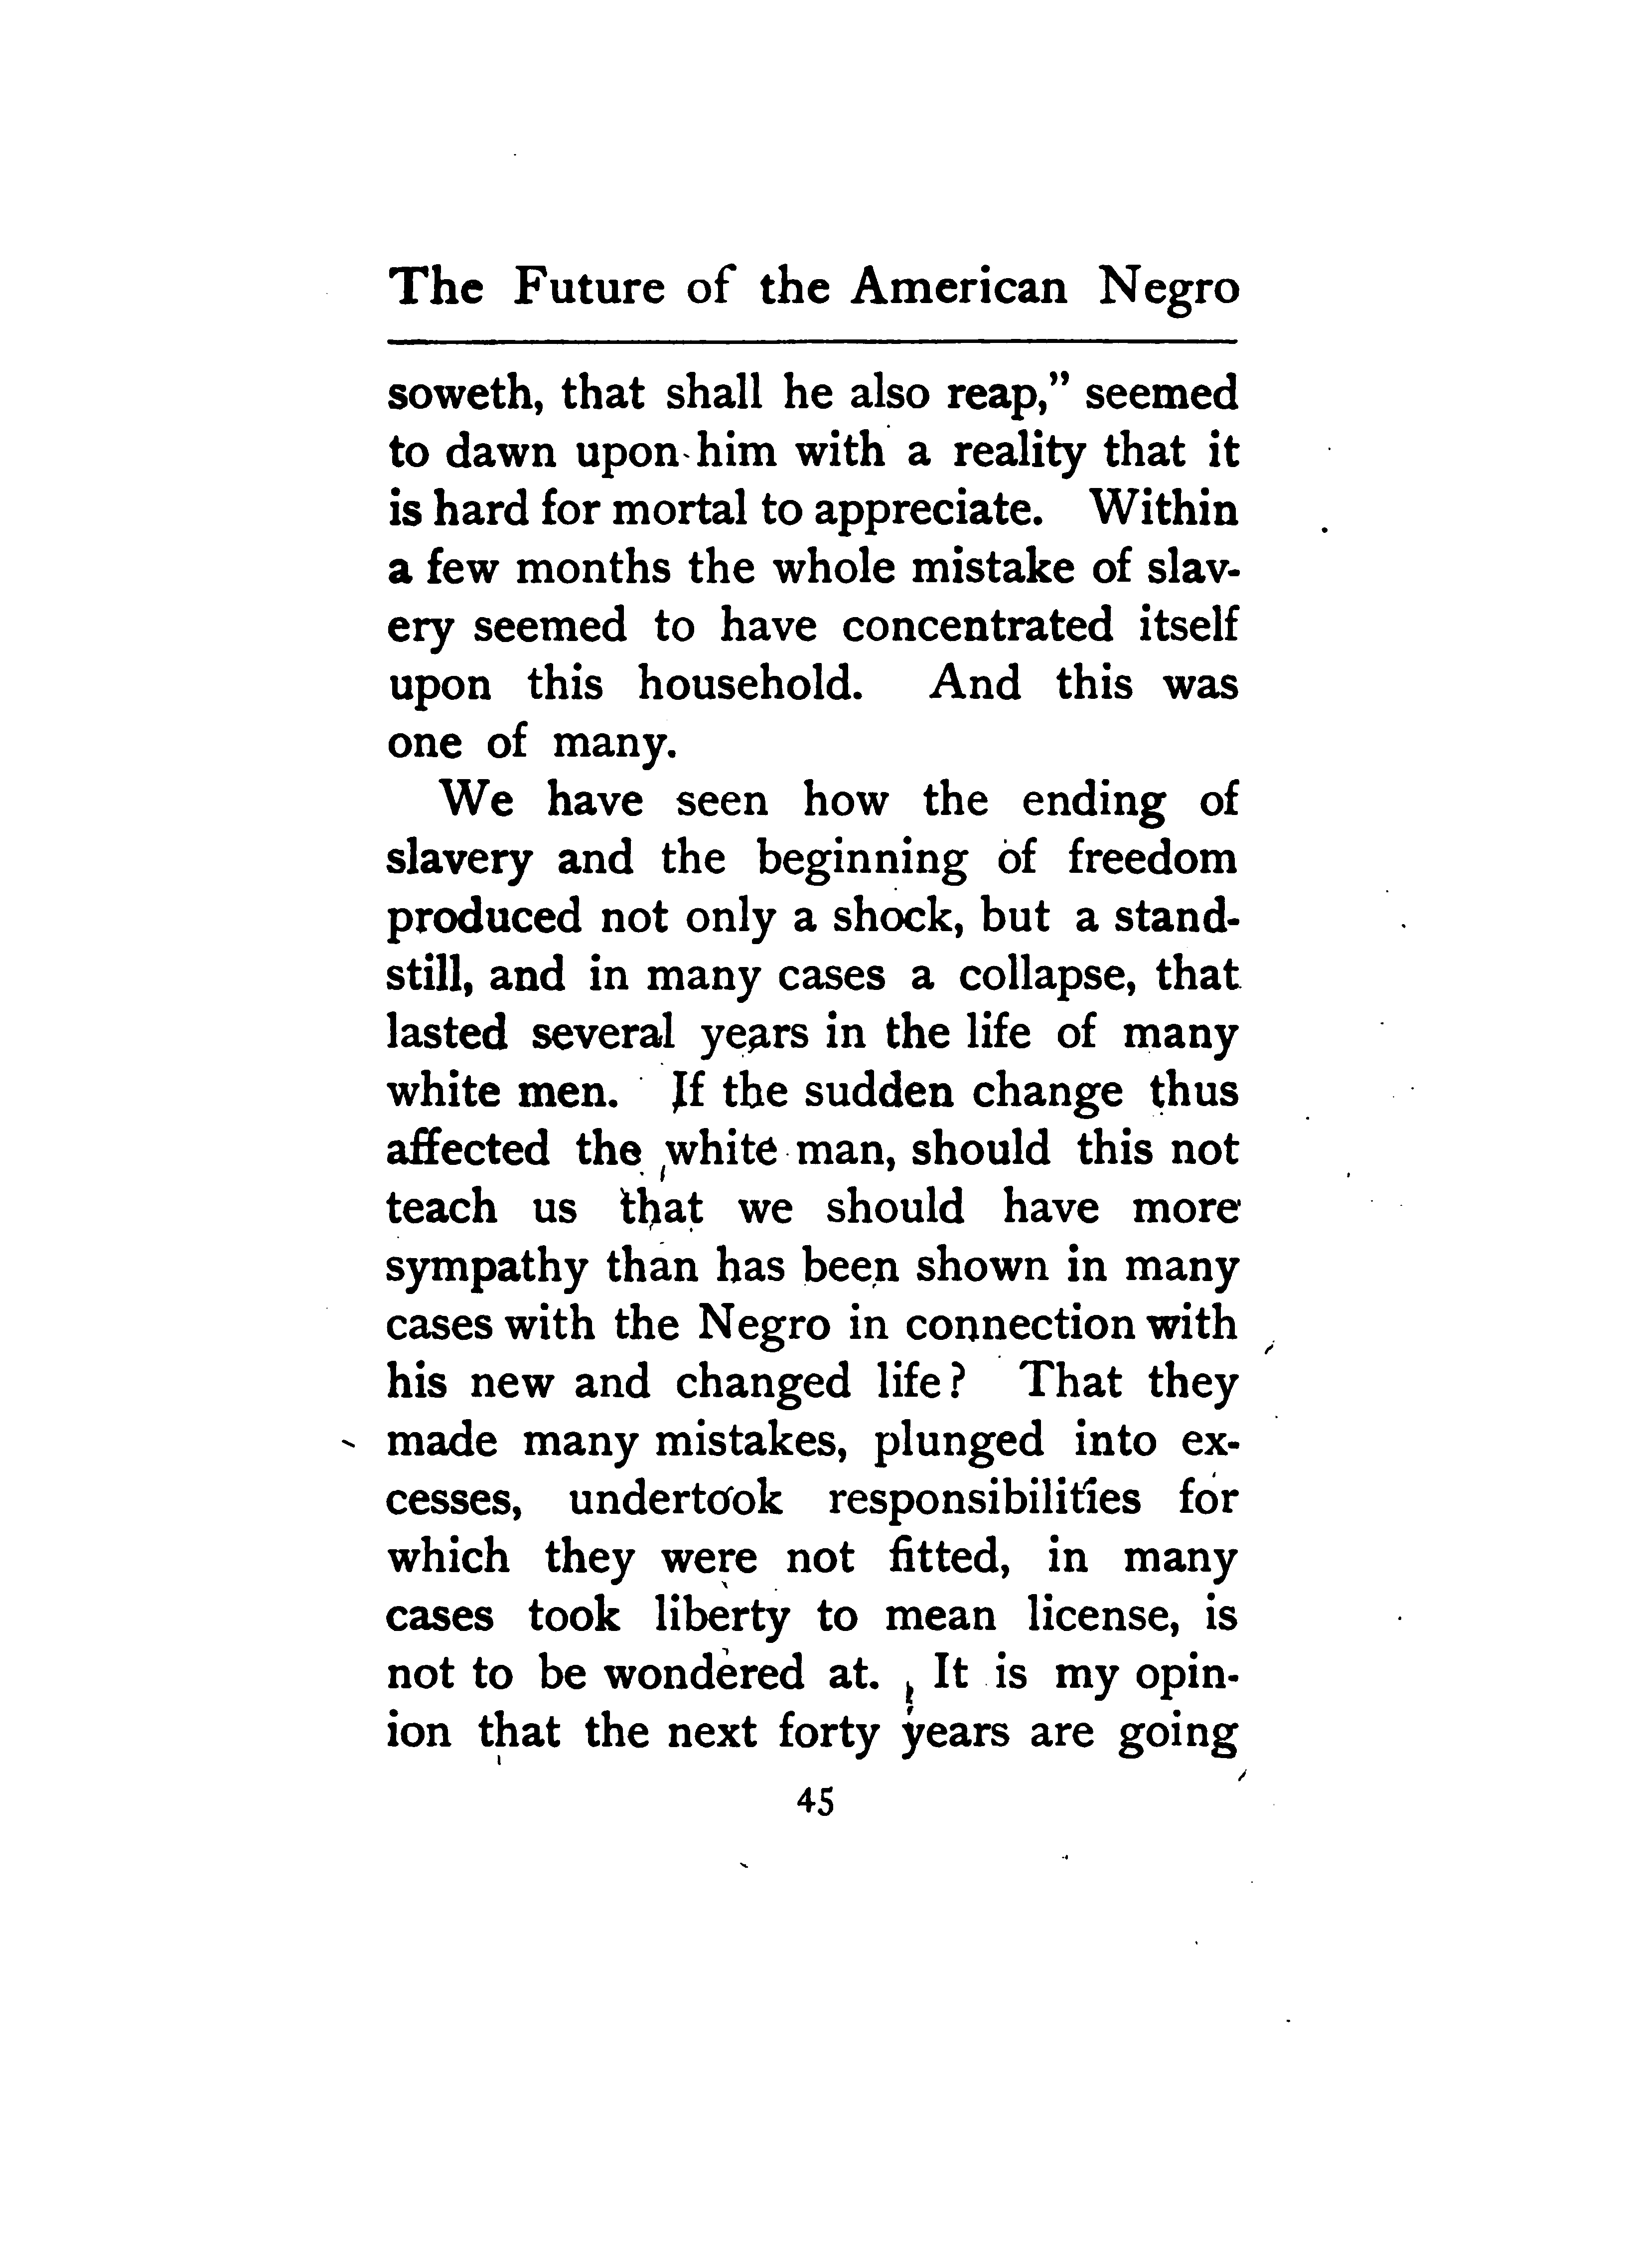 The Future of the American Negro
soweth, that shall he also reap,” seemed
to dawn upon him with a reality that it
is hard for mortal to appreciate. Within
a few months the whole mistake of slav-
ery seemed to have concentrated itself
upon this household. And this was
one of many.
We have seen how the ending of
slavery and the beginning of freedom
produced not only a shock, but a stand-
still, and in many cases a collapse, that
lasted several years in the life of many
white men. If the sudden change thus
affected the white man, should this not
teach us that we should have more
sympathy than has been shown in many
cases with the Negro in connection with
his new and changed life? That they
made many mistakes, plunged into ex-
cesses, undertook responsibilities for
which they were not fitted, in many
cases took liberty to mean license, is
not to be wondered at. It is my opin-
ion that the next forty years are going
45